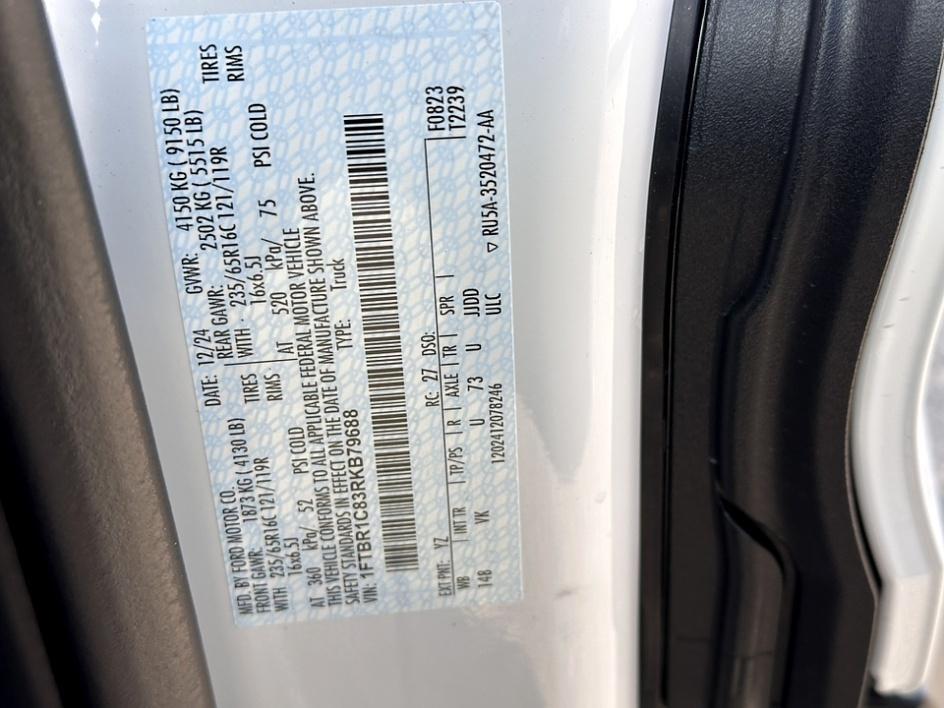 MFD. BY FORD MOTOR CO. DATE: 12/24 GVWR: 4150 KG ( 9150 LB)
FRONT GAWR: 1873 KG ( 4130 LB) REAR GAWR: 2502 KG ( 5515 LB)
WITH 235/65R16C 121/119R TIRES WITH 235/65R16C 121/119R TIRES
16x6.5J RIMS 16x6.5J RIMS
AT 360 kPa/ 52 PSI COLD AT 520 kPa/ 75 PSI COLD
THIS VEHICLE CONFORMS TO ALL APPLICABLE FEDERAL MOTOR VEHICLE
SAFETY STANDARDS IN EFFECT ON THE DATE OF MANUFACTURE SHOWN ABOVE.
VIN: 1FTBR1C83RKB79688 TYPE: Truck
EXT PNT: YZ RC: 27 DSO: F0823
WB INT TR TP/PS R AXLE TR SPR T2239
148 VK U 73 U JJDD
1202412078246 ULC ▽ RU5A-3520472-AA